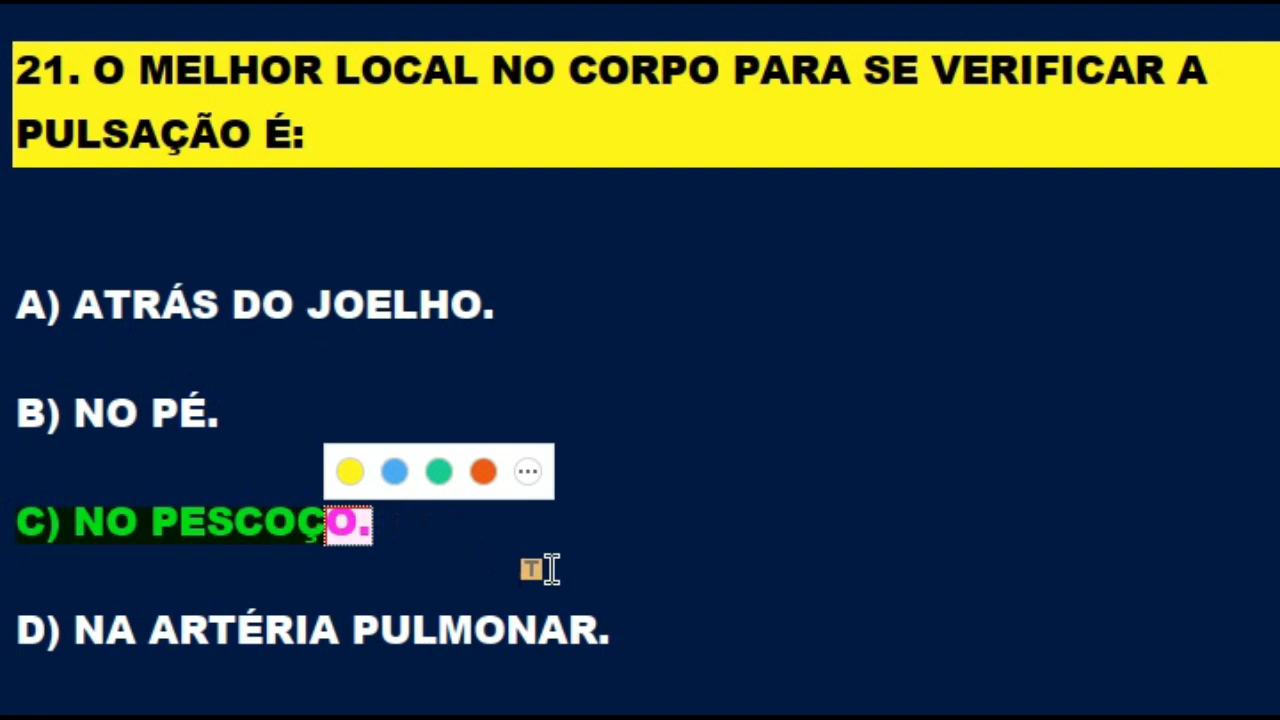 21. O MELHOR LOCAL NO CORPO PARA SE VERIFICAR A
PULSAÇÃO É:
A) ATRÁS DO JOELHO.
B) NO PÉ.
C) NO PESCOÇO.
T
D) NA ARTÉRIA PULMONAR.